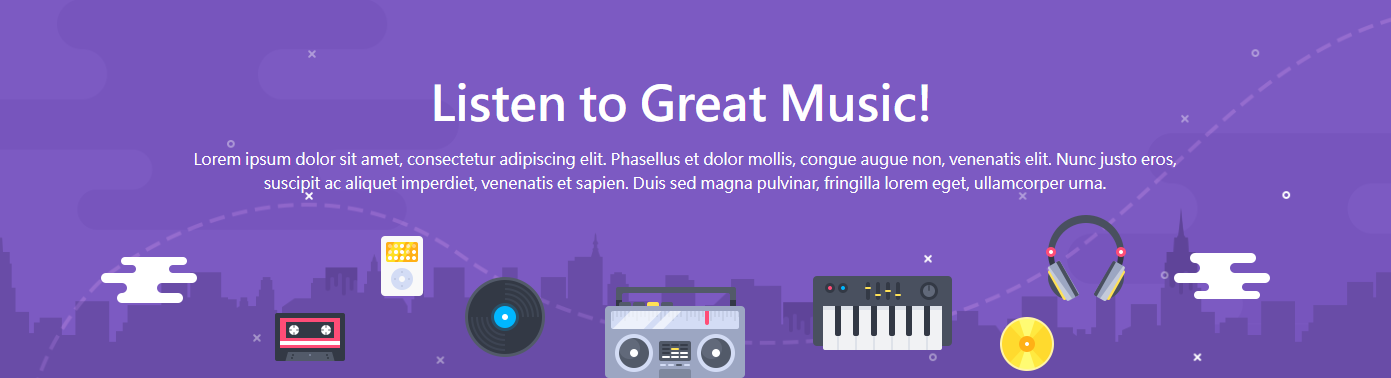 Listen to Great Music!
Lorem ipsum dolor sit amet, consectetur adipiscing elit. Phasellus et dolor mollis, congue augue non, venenatis elit. Nunc justo eros,
suscipit ac aliquet imperdiet, venenatis et sapien. Duis sed magna pulvinar, fringilla lorem eget, ullamcorper urna.